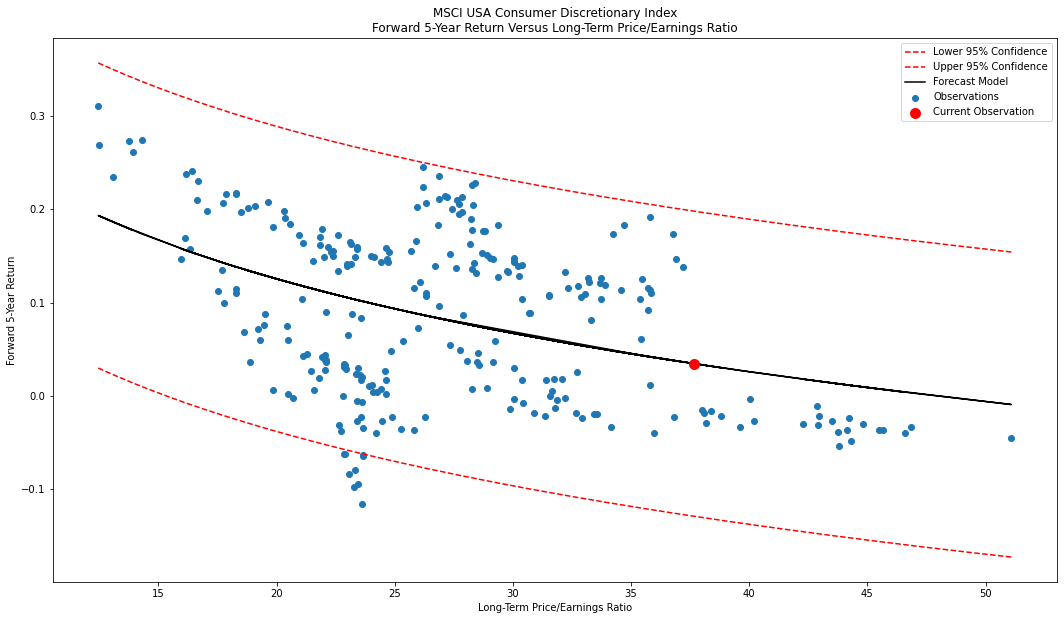 MSCI USA Consumer Discretionary Index
Forward 5-Year Return Versus Long-Term Price/Earnings Ratio
Lower 95% Confidence
Upper 95% Confidence
Forecast Model
Observations
Current Observation
Forward 5-Year Return
0.3
0.2
0.1
0.0
−0.1
15 20 25 30 35 40 45 50
Long-Term Price/Earnings Ratio